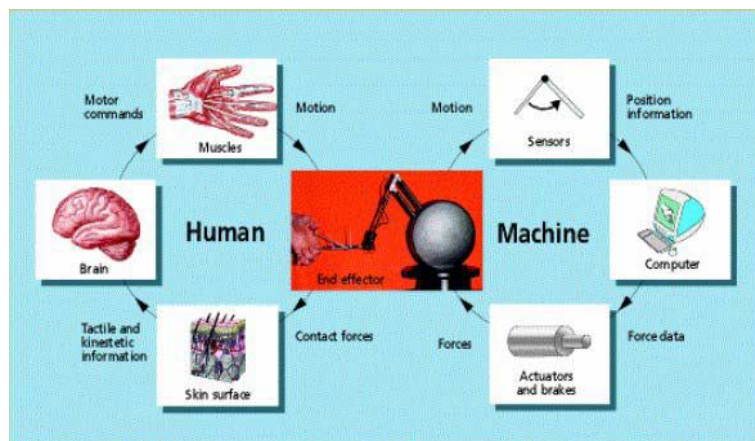 Motor
commands
Muscles
Motion
Motion
Sensors
Position
information
Brain
Human
End effector
Machine
Computer
Tactile and
kinestetic
information
Skin surface
Contact forces
Forces
Actuators
and brakes
Force data